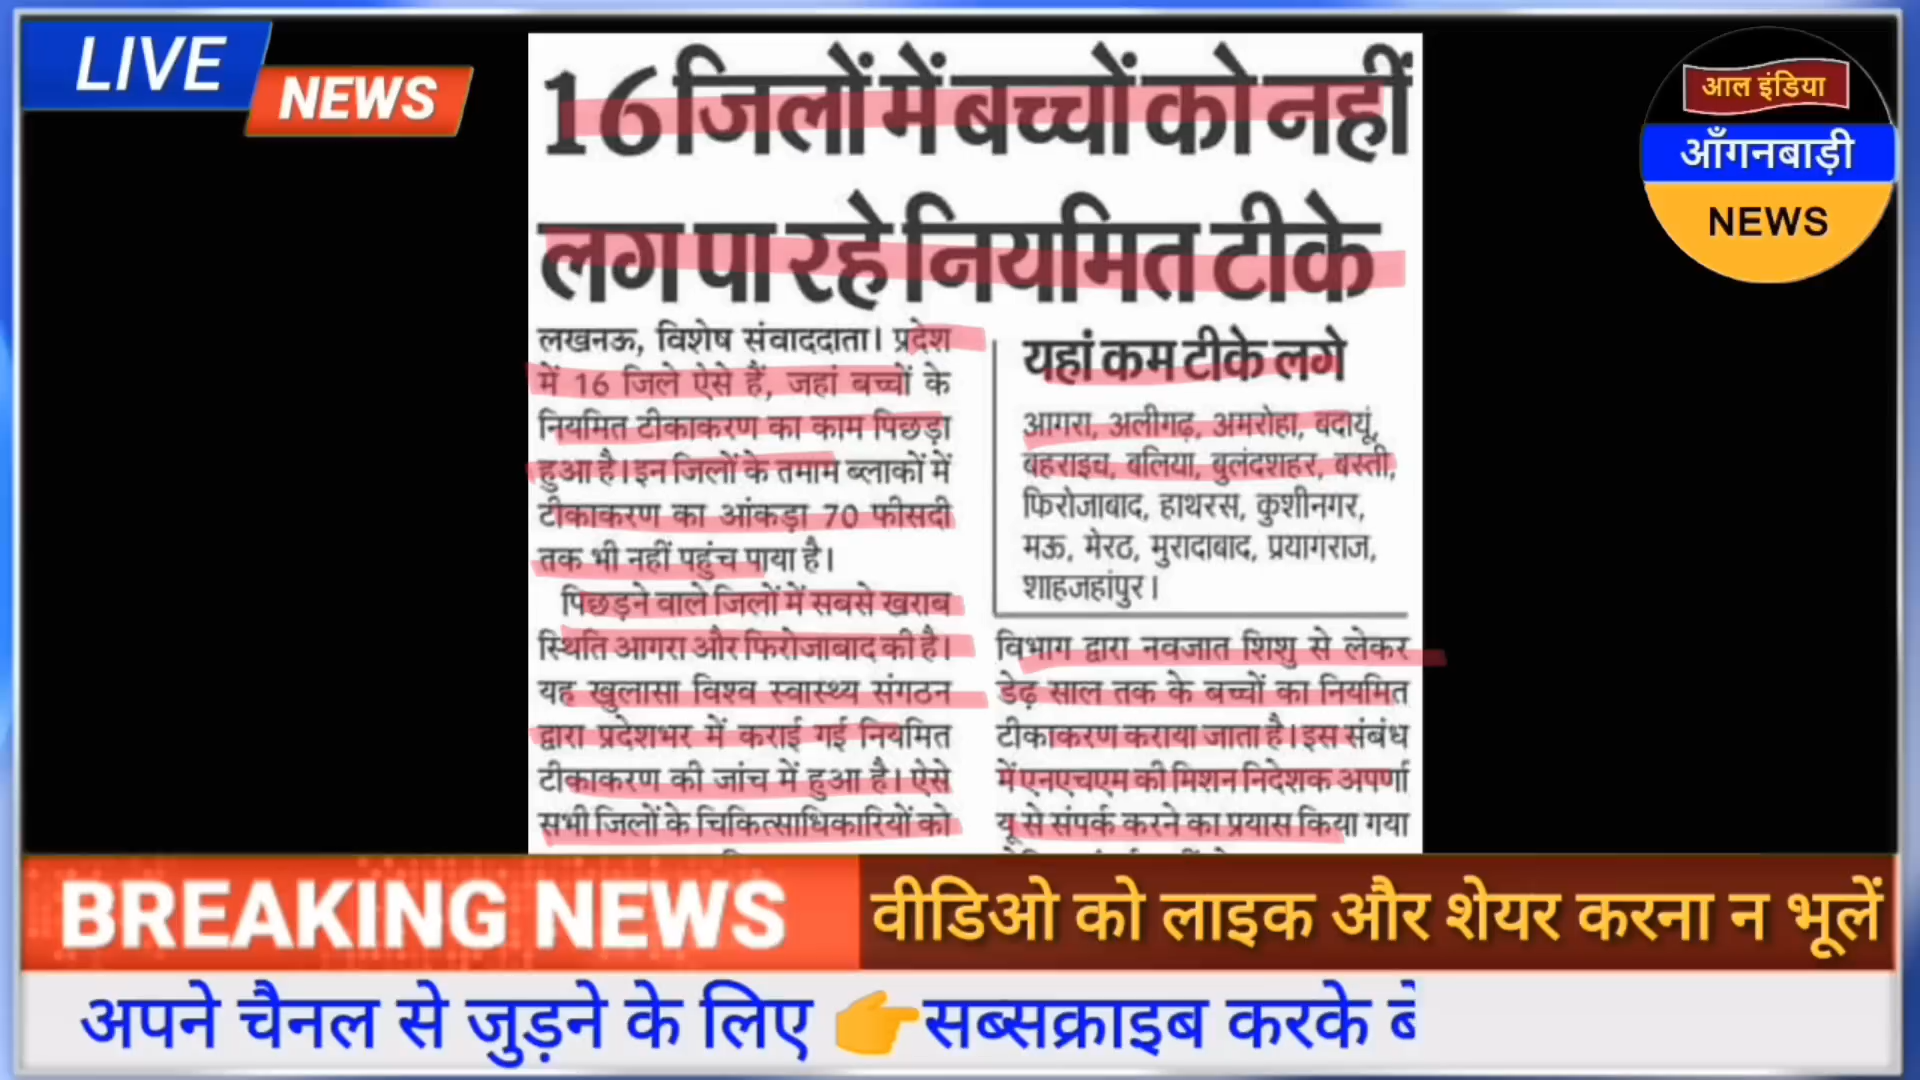 LIVE
NEWS
आल इंडिया
आँगनबाड़ी
NEWS
16 जिलों में बच्चों को नहीं
लग पा रहे नियमित टीके
लखनऊ, विशेष संवाददाता। प्रदेश
में 16 जिले ऐसे हैं, जहां बच्चों के
नियमित टीकाकरण का काम पिछड़ा
हुआ है। इन जिलों के तमाम ब्लाकों में
टीकाकरण का आंकड़ा 70 फीसदी
तक भी नहीं पहुंच पाया है।
पिछड़ने वाले जिलों में सबसे खराब
स्थिति आगरा और फिरोजाबाद की है।
यह खुलासा विश्व स्वास्थ्य संगठन
द्वारा प्रदेशभर में कराई गई नियमित
टीकाकरण की जांच में हुआ है। ऐसे
सभी जिलों के चिकित्साधिकारियों को
यहां कम टीके लगे
आगरा, अलीगढ़, अमरोहा, बदायूं,
बहराइच, बलिया, बुलंदशहर, बस्ती,
फिरोजाबाद, हाथरस, कुशीनगर,
मऊ, मेरठ, मुरादाबाद, प्रयागराज,
शाहजहांपुर।
विभाग द्वारा नवजात शिशु से लेकर
डेढ़ साल तक के बच्चों का नियमित
टीकाकरण कराया जाता है। इस संबंध
में एनएचएम की मिशन निदेशक अपर्णा
यू से संपर्क करने का प्रयास किया गया
BREAKING NEWS
वीडिओ को लाइक और शेयर करना न भूलें
अपने चैनल से जुड़ने के लिए 👉सब्सक्राइब करके